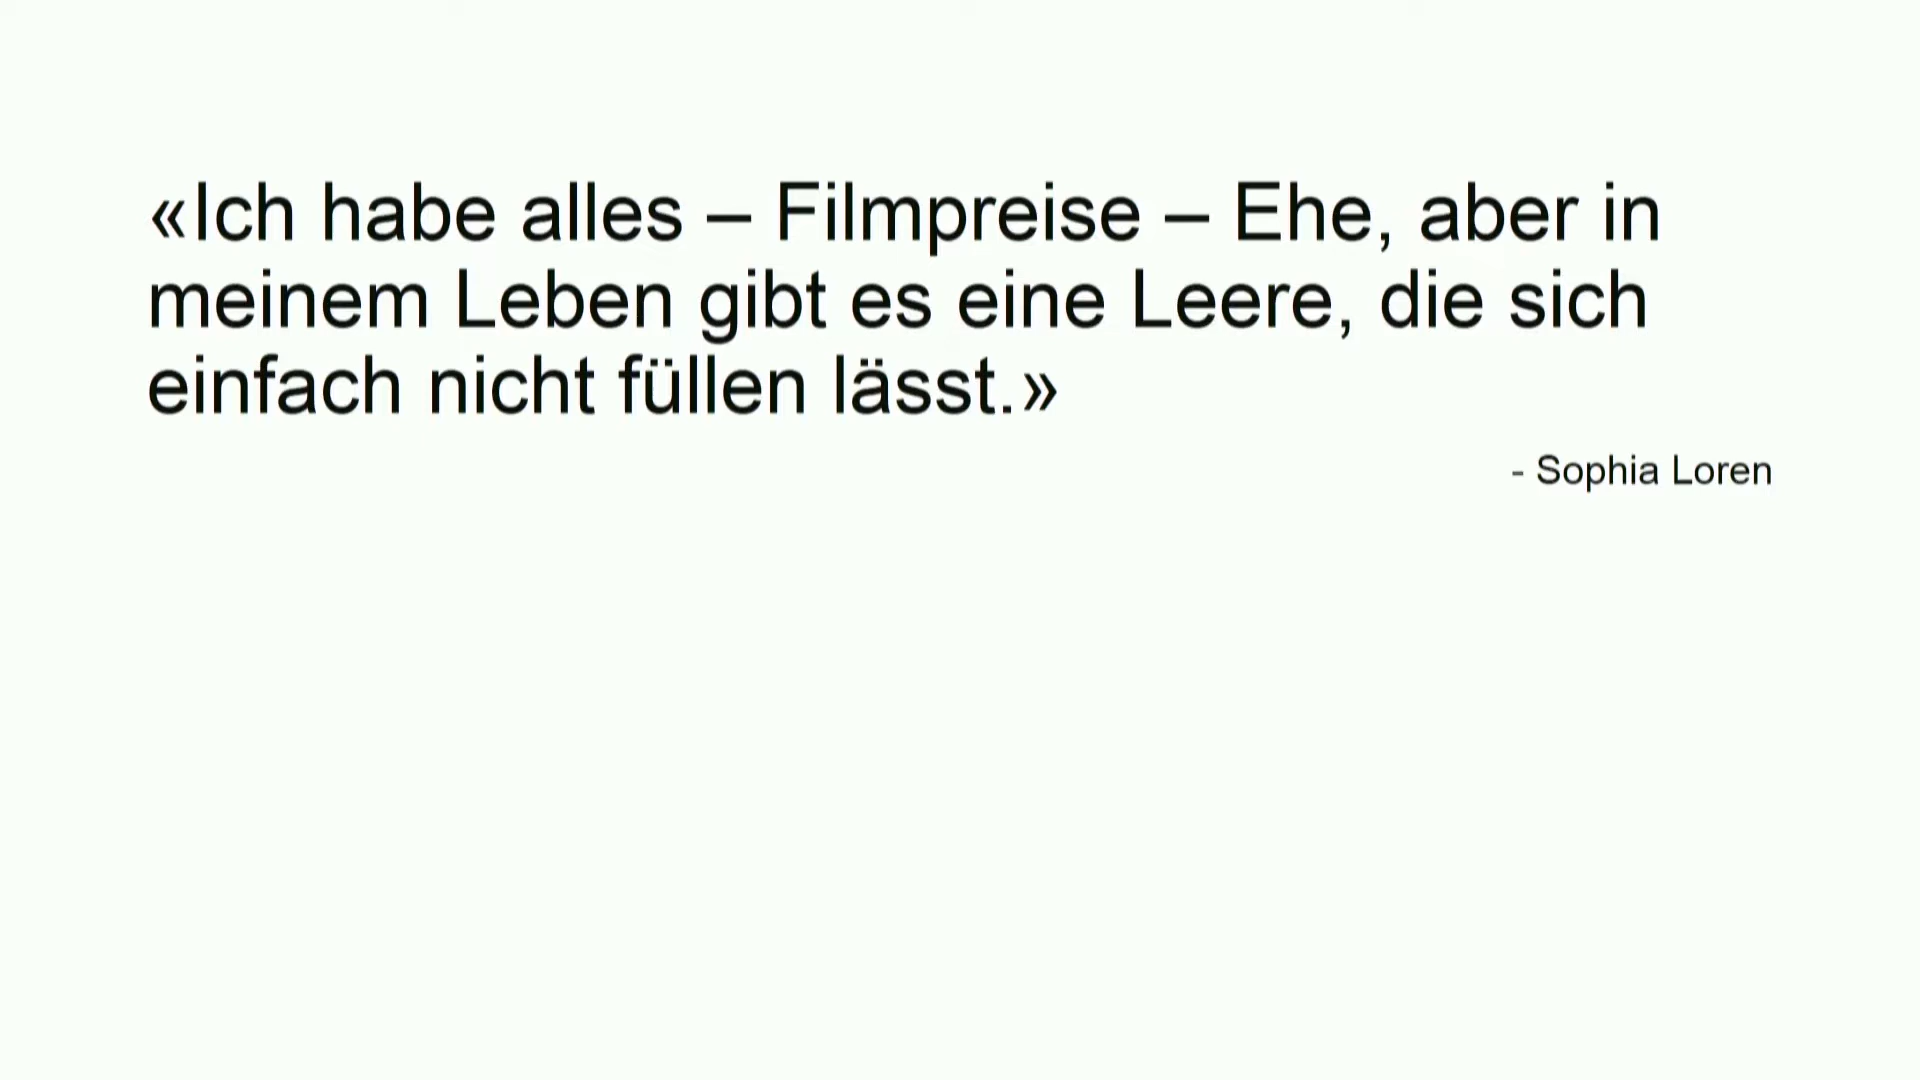 «Ich habe alles – Filmpreise – Ehe, aber in
meinem Leben gibt es eine Leere, die sich
einfach nicht füllen lässt.»
- Sophia Loren